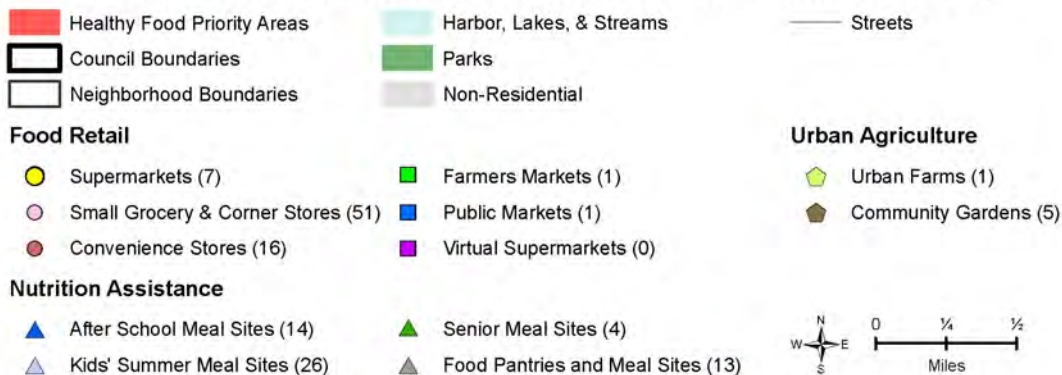 Healthy Food Priority Areas
Harbor, Lakes, & Streams
Streets
Council Boundaries
Parks
Neighborhood Boundaries
Non-Residential
Food Retail
Urban Agriculture
Supermarkets (7)
Farmers Markets (1)
Urban Farms (1)
Small Grocery & Corner Stores (51)
Public Markets (1)
Community Gardens (5)
Convenience Stores (16)
Virtual Supermarkets (0)
Nutrition Assistance
After School Meal Sites (14)
Senior Meal Sites (4)
N
W E
S
0 ¼ ½
Kids' Summer Meal Sites (26)
Food Pantries and Meal Sites (13)
Miles